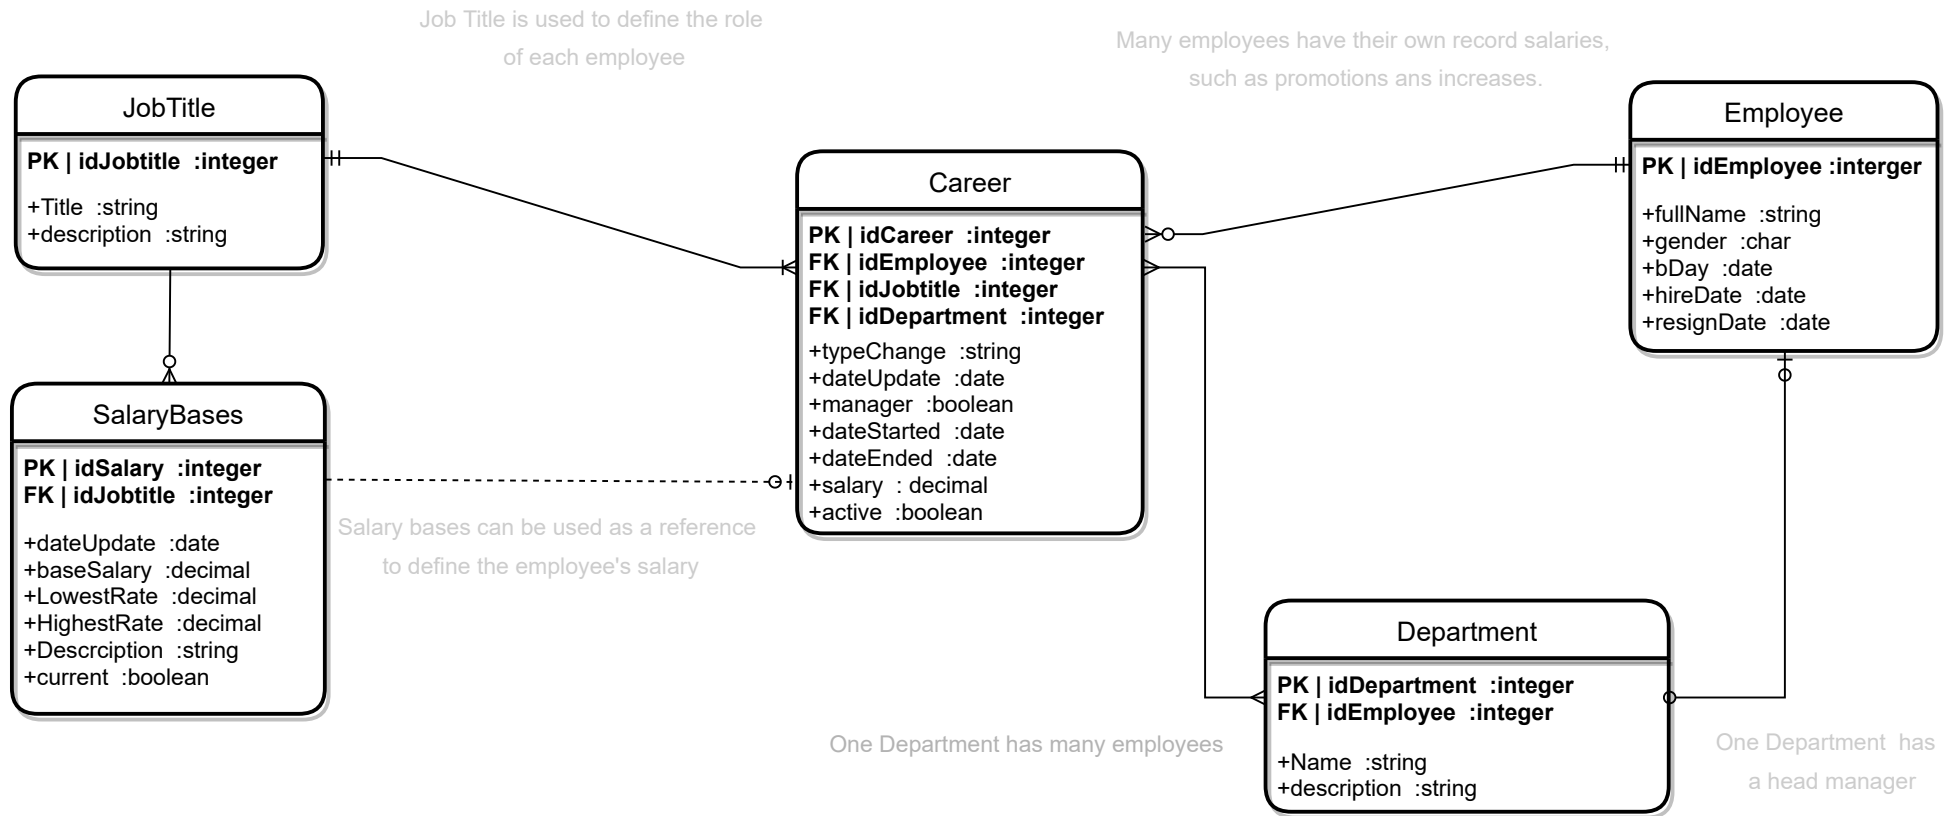 Job Title is used to define the role
of each employee
Many employees have their own record salaries,
such as promotions ans increases.
JobTitle
PK | idJobtitle :integer
+Title :string
+description :string
Career
PK | idCareer :integer
FK | idEmployee :integer
FK | idJobtitle :integer
FK | idDepartment :integer
+typeChange :string
+dateUpdate :date
+manager :boolean
+dateStarted :date
+dateEnded :date
+salary : decimal
+active :boolean
Employee
PK | idEmployee :interger
+fullName :string
+gender :char
+bDay :date
+hireDate :date
+resignDate :date
SalaryBases
PK | idSalary :integer
FK | idJobtitle :integer
+dateUpdate :date
+baseSalary :decimal
+LowestRate :decimal
+HighestRate :decimal
+Descrciption :string
+current :boolean
Salary bases can be used as a reference
to define the employee's salary
Department
PK | idDepartment :integer
FK | idEmployee :integer
+Name :string
+description :string
One Department has many employees
One Department has
a head manager